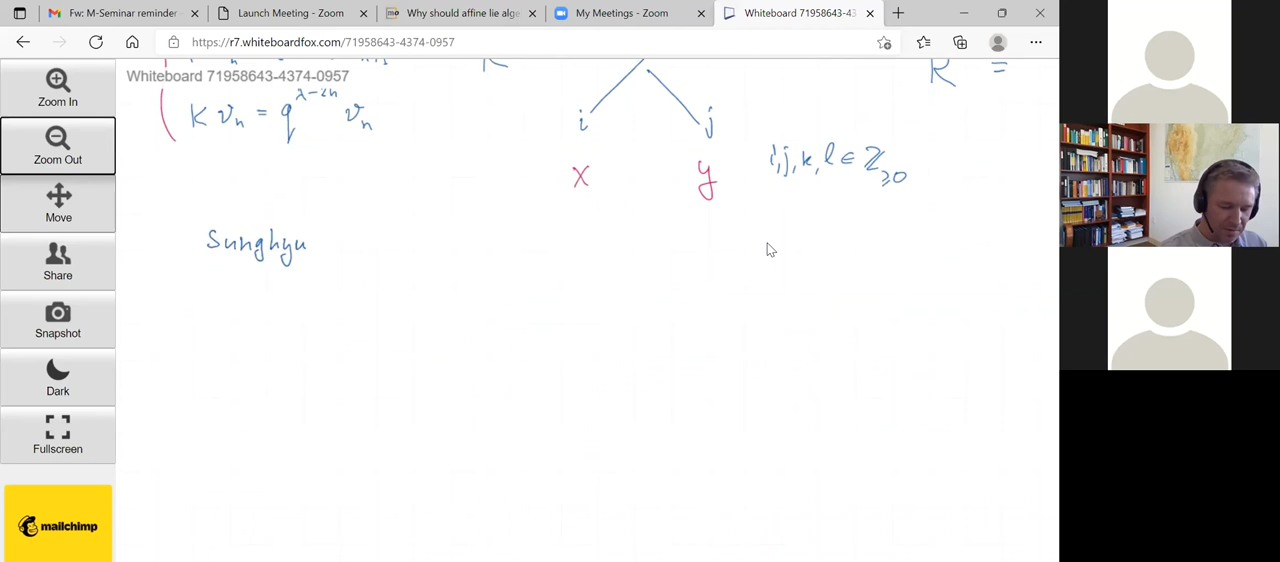 Fw: M-Seminar reminder
Launch Meeting - Zoom
Why should affine lie alge
My Meetings - Zoom
Whiteboard 71958643-43
https://r7.whiteboardfox.com/71958643-4374-0957
Whiteboard 71958643-4374-0957
Zoom In
Zoom Out
Move
Share
Snapshot
Dark
Fullscreen
mailchimp
K vₙ = q^{λ-2n} vₙ
R =
i j
x y
i,j,k,l ∈ ℤ_{≥0}
Sunghyu